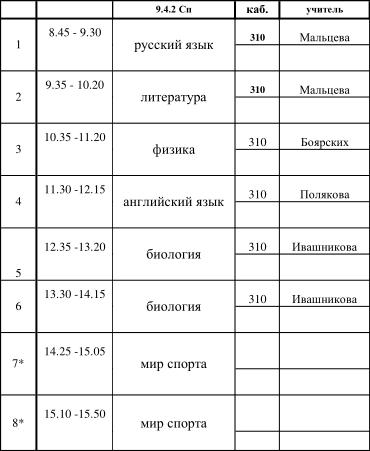 9.4.2 Сп каб. учитель
1 8.45 - 9.30 русский язык 310 Мальцева
2 9.35 - 10.20 литература 310 Мальцева
3 10.35 -11.20 физика 310 Боярских
4 11.30 -12.15 английский язык 310 Полякова
5 12.35 -13.20 биология 310 Ивашникова
6 13.30 -14.15 биология 310 Ивашникова
7* 14.25 -15.05 мир спорта
8* 15.10 -15.50 мир спорта